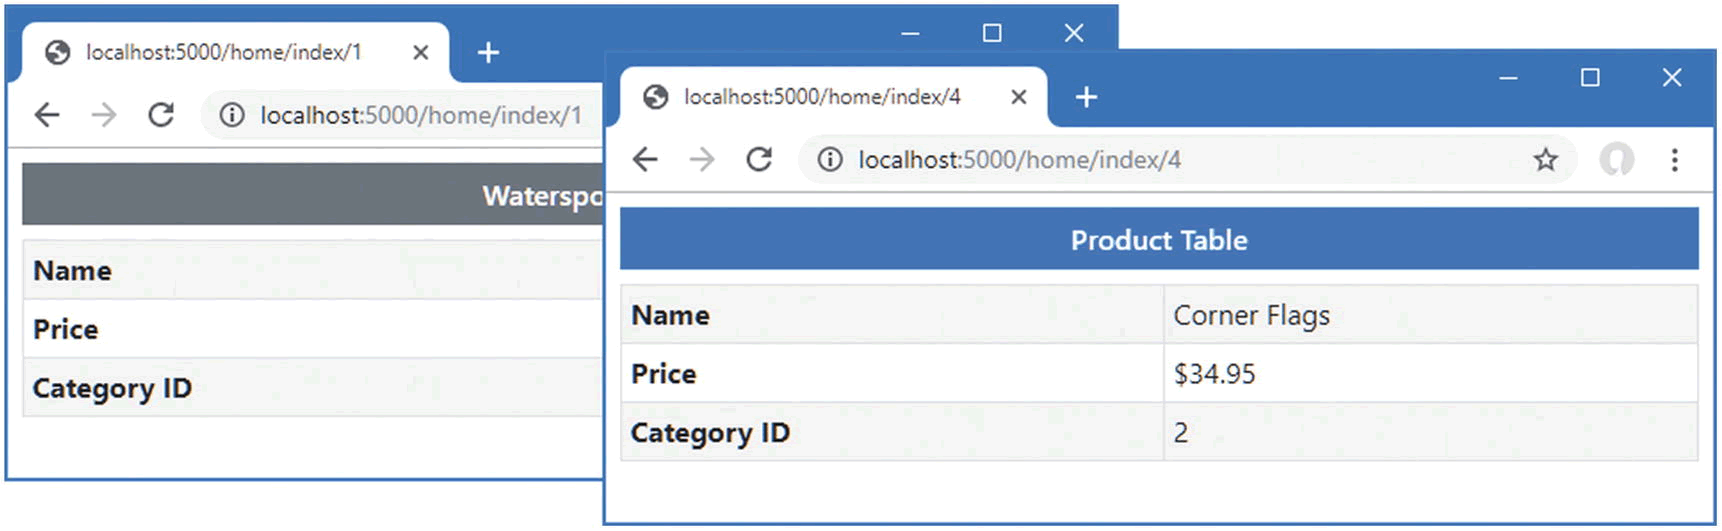 localhost:5000/home/index/1
localhost:5000/home/index/1
Waterspo
Name
Price
Category ID
localhost:5000/home/index/4
localhost:5000/home/index/4
Product Table
Name Corner Flags
Price $34.95
Category ID 2